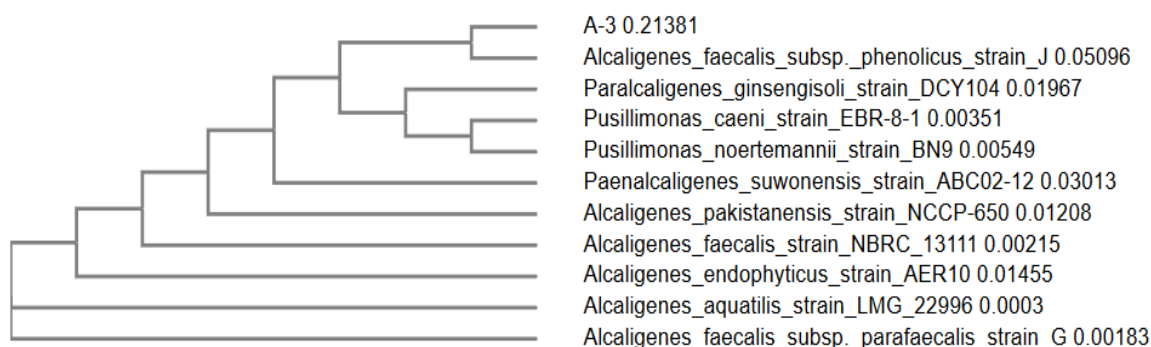 A-3 0.21381
Alcaligenes_faecalis_subsp._phenolicus_strain_J 0.05096
Paralcaligenes_ginsengisoli_strain_DCY104 0.01967
Pusillimonas_caeni_strain_EBR-8-1 0.00351
Pusillimonas_noertemannii_strain_BN9 0.00549
Paenalcaligenes_suwonensis_strain_ABC02-12 0.03013
Alcaligenes_pakistanensis_strain_NCCP-650 0.01208
Alcaligenes_faecalis_strain_NBRC_13111 0.00215
Alcaligenes_endophyticus_strain_AER10 0.01455
Alcaligenes_aquatilis_strain_LMG_22996 0.0003
Alcaligenes_faecalis_subsp._parafaecalis_strain_G 0.00183